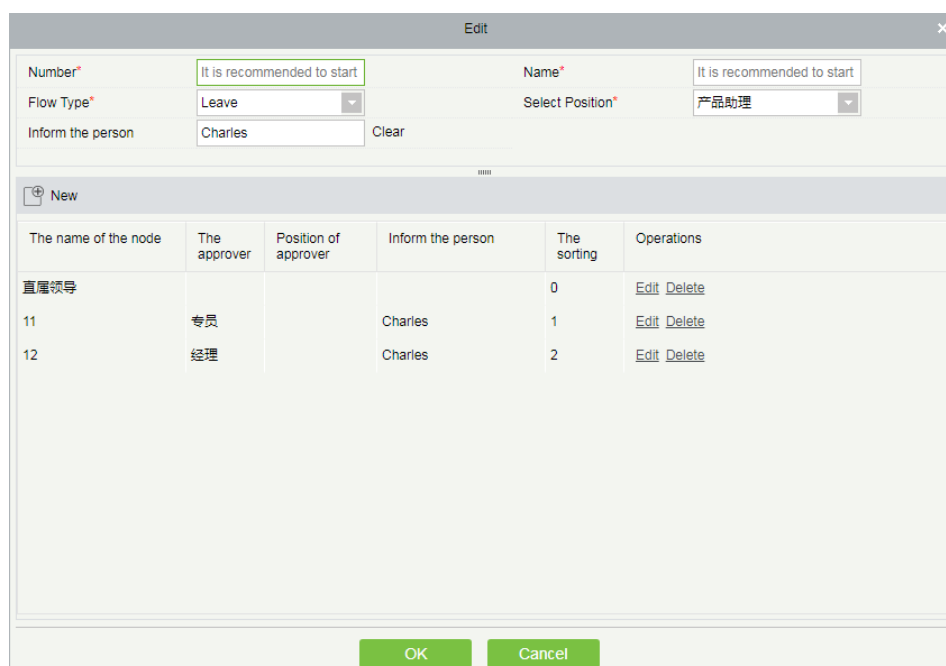 Edit
Number* It is recommended to start Name* It is recommended to start
Flow Type* Leave Select Position* 产品助理
Inform the person Charles Clear
New
The name of the node The approver Position of approver Inform the person The sorting Operations
直属领导 0 Edit Delete
11 专员 Charles 1 Edit Delete
12 经理 Charles 2 Edit Delete
OK Cancel